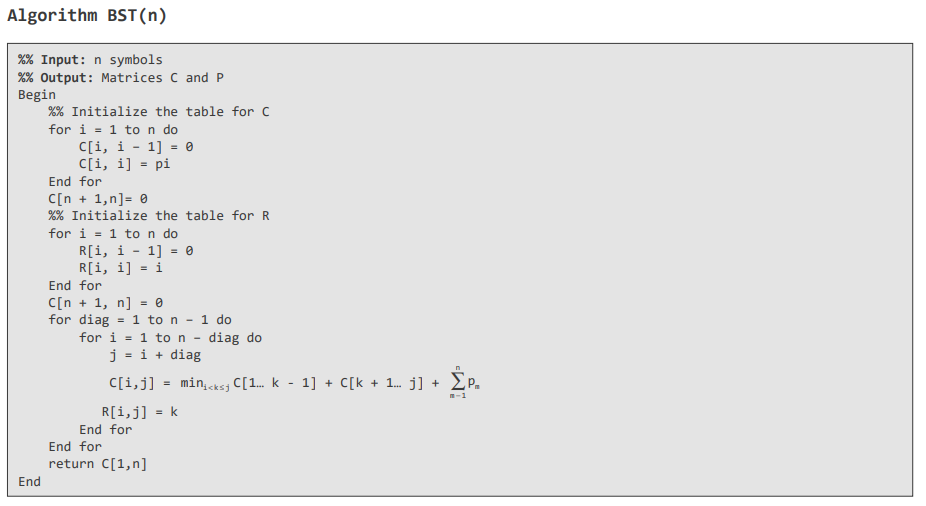 Algorithm BST(n)
%% Input: n symbols
%% Output: Matrices C and P
Begin
%% Initialize the table for C
for i = 1 to n do
C[i, i - 1] = 0
C[i, i] = pi
End for
C[n + 1,n]= 0
%% Initialize the table for R
for i = 1 to n do
R[i, i - 1] = 0
R[i, i] = i
End for
C[n + 1, n] = 0
for diag = 1 to n - 1 do
for i = 1 to n - diag do
j = i + diag
C[i,j] = min_{i<k≤j} C[1… k - 1] + C[k + 1… j] + ∑_{m-1}^{n} p_m
R[i,j] = k
End for
End for
return C[1,n]
End